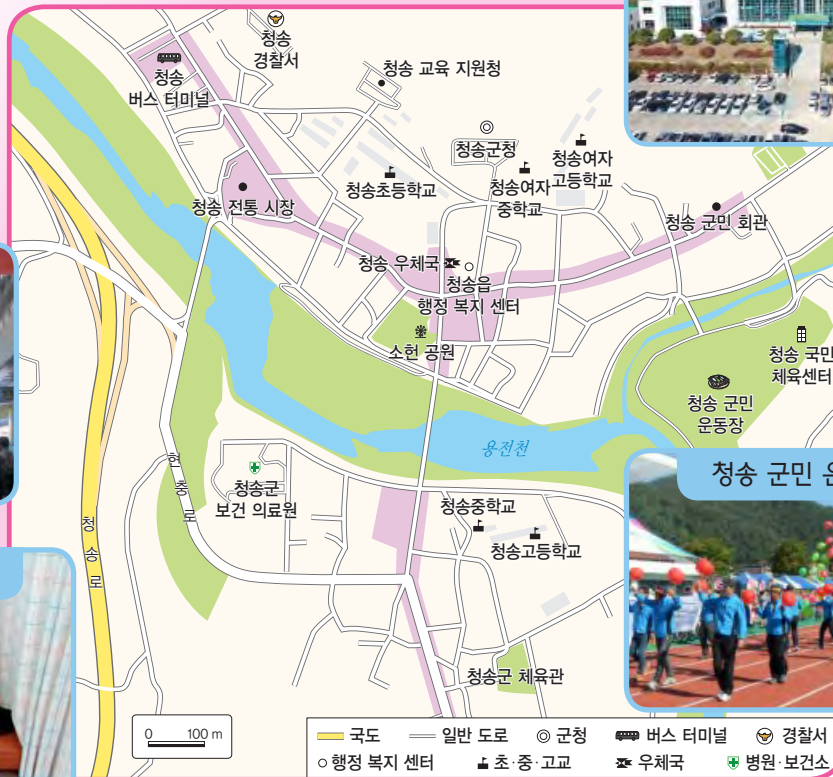 청송
경찰서
청송
버스 터미널
청송 교육 지원청
청송군청
청송여자
고등학교
청송초등학교
청송여자
중학교
청송 전통 시장
청송 군민 회관
청송 우체국
청송읍
행정 복지 센터
소헌 공원
청송 국민
체육센터
청송 군민
운동장
용전천
청송 군민
현충로
청송군
보건 의료원
청송로
청송중학교
청송고등학교
청송군 체육관
0 100 m
국도
일반 도로
군청
버스 터미널
경찰서
행정 복지 센터
초·중·고교
우체국
병원·보건소